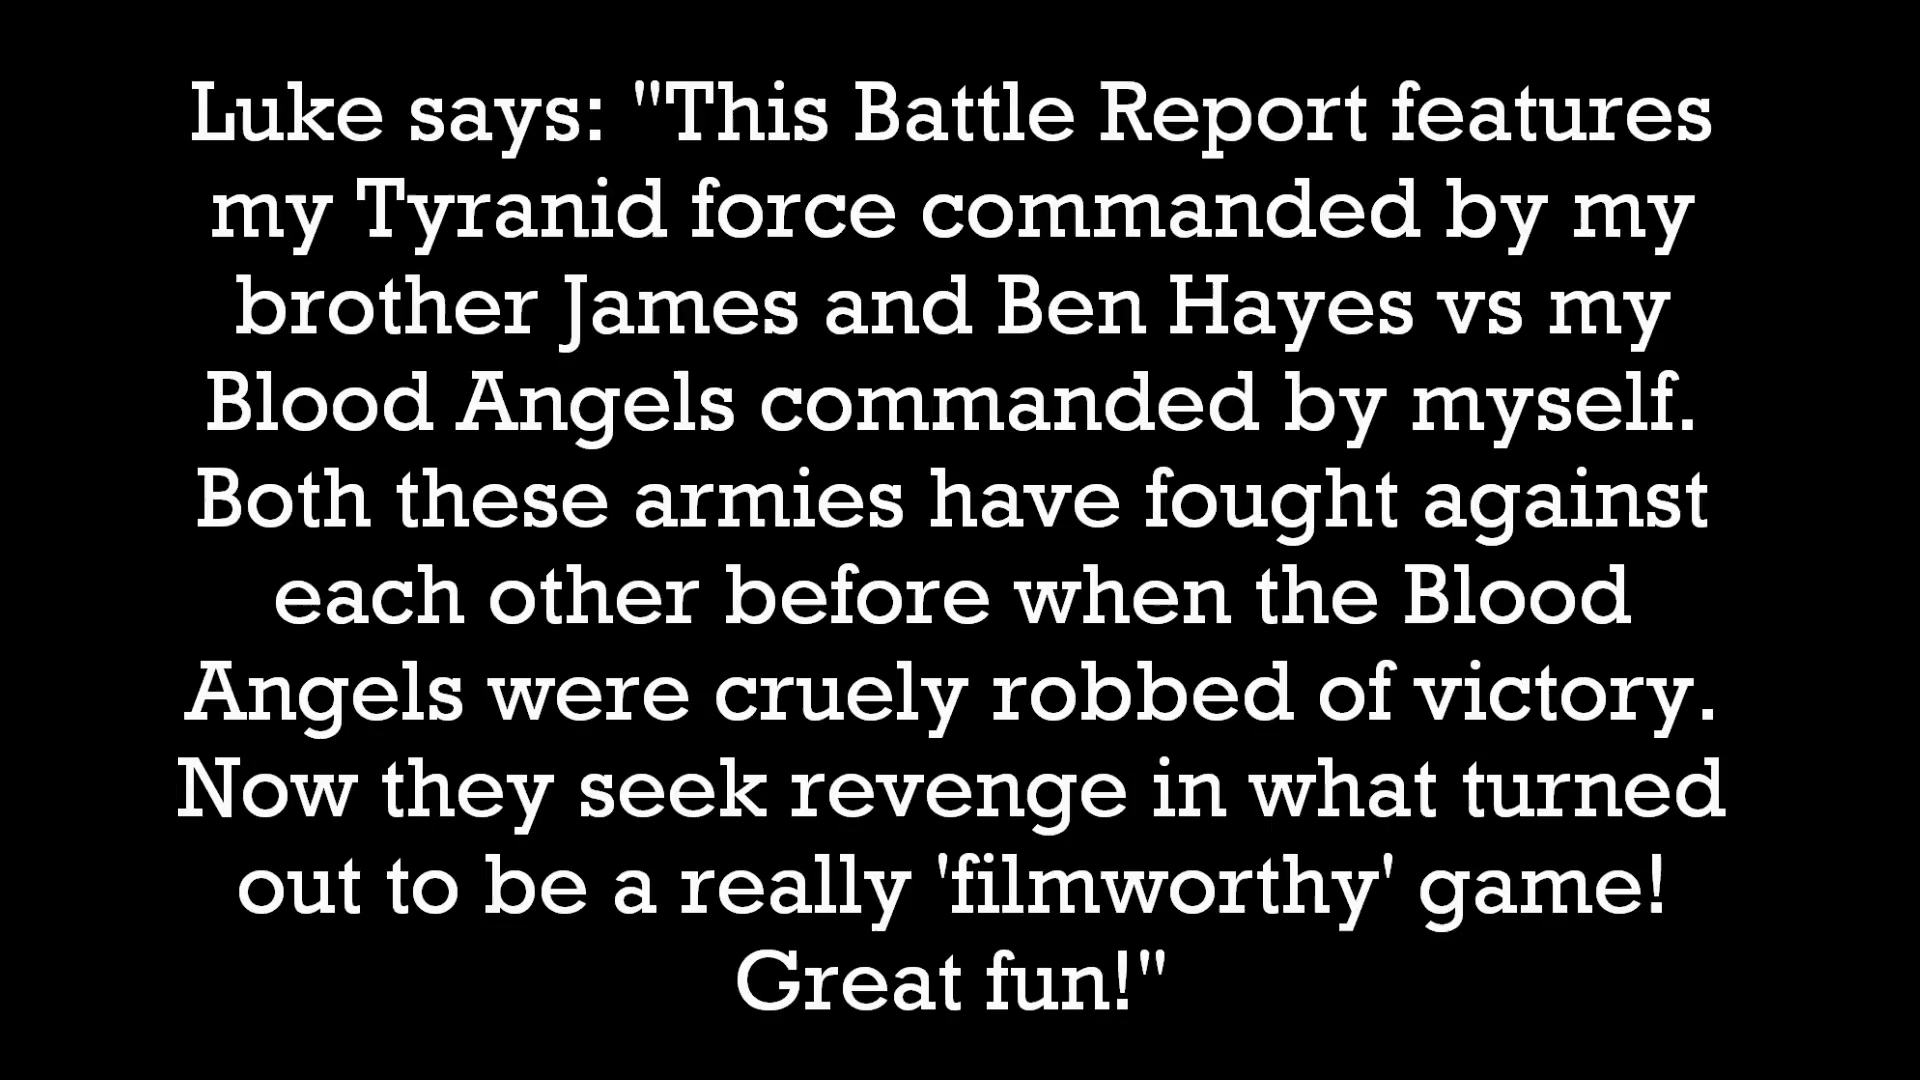 Luke says: "This Battle Report features
my Tyranid force commanded by my
brother James and Ben Hayes vs my
Blood Angels commanded by myself.
Both these armies have fought against
each other before when the Blood
Angels were cruely robbed of victory.
Now they seek revenge in what turned
out to be a really 'filmworthy' game!
Great fun!"